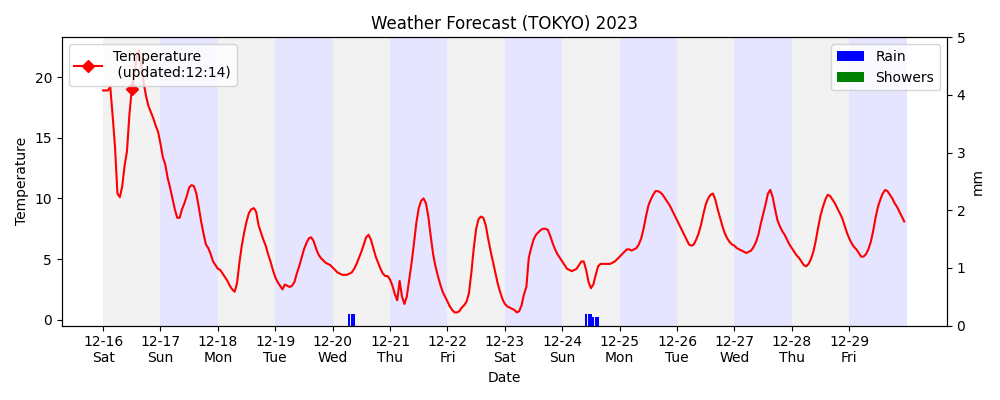 Weather Forecast (TOKYO) 2023
Temperature
(updated:12:14)
Rain
Showers
Temperature
20
15
10
5
0
5
4
3
2
1
0
mm
12-16 12-17 12-18 12-19 12-20 12-21 12-22 12-23 12-24 12-25 12-26 12-27 12-28 12-29
Sat Sun Mon Tue Wed Thu Fri Sat Sun Mon Tue Wed Thu Fri
Date